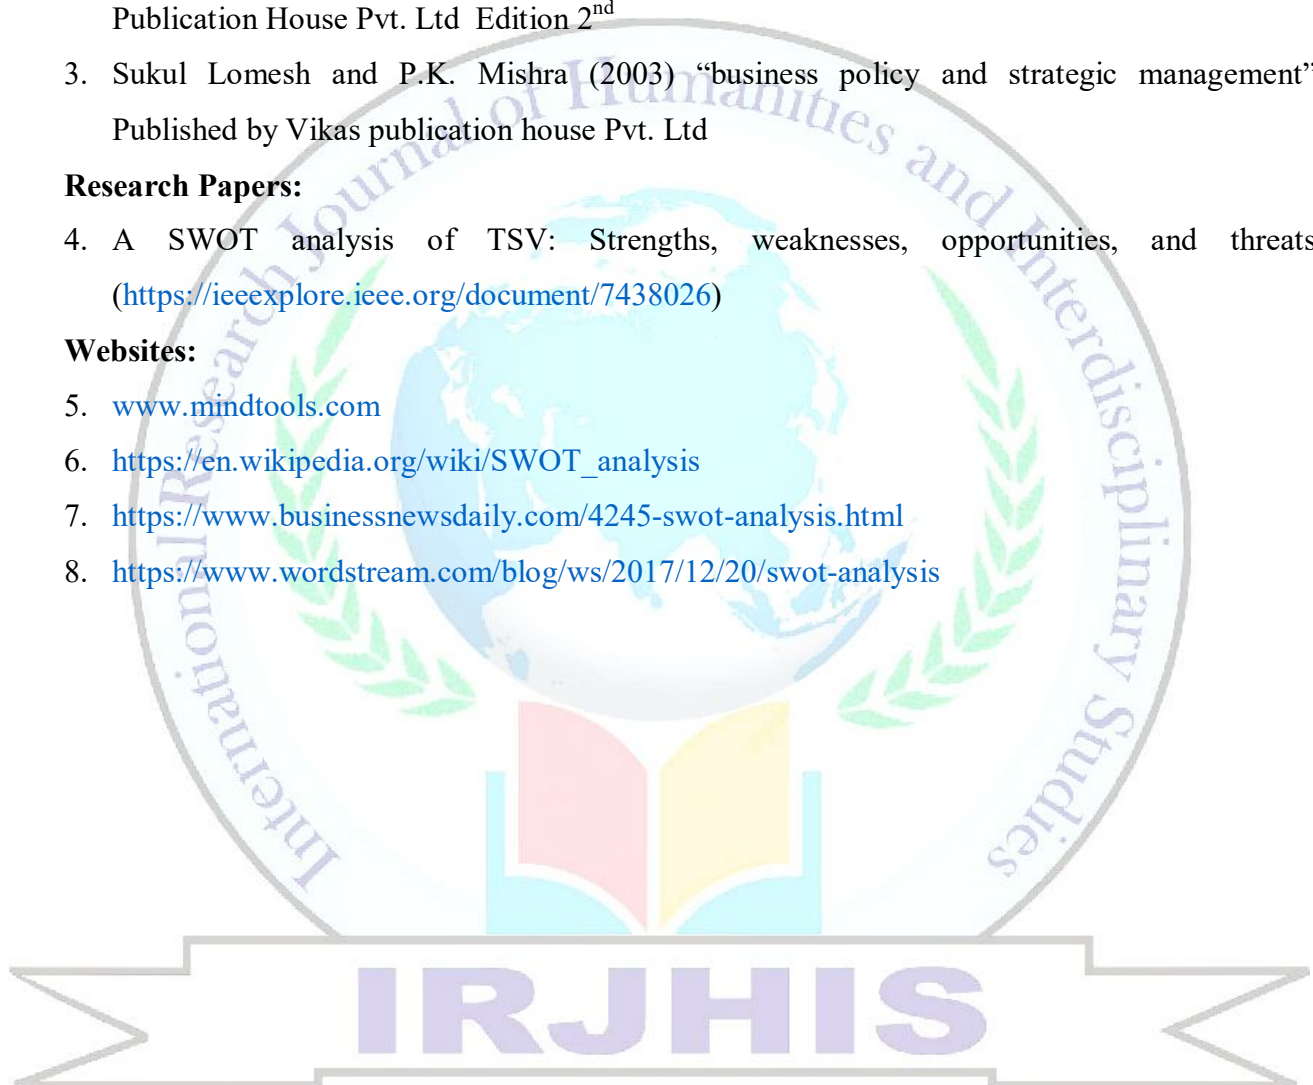 Publication House Pvt. Ltd Edition 2nd
3. Sukul Lomesh and P.K. Mishra (2003) “business policy and strategic management”
Published by Vikas publication house Pvt. Ltd
Research Papers:
4. A SWOT analysis of TSV: Strengths, weaknesses, opportunities, and threats
(https://ieeexplore.ieee.org/document/7438026)
Websites:
5. www.mindtools.com
6. https://en.wikipedia.org/wiki/SWOT_analysis
7. https://www.businessnewsdaily.com/4245-swot-analysis.html
8. https://www.wordstream.com/blog/ws/2017/12/20/swot-analysis
International Research Journal of Humanities and Interdisciplinary Studies
IRJHIS